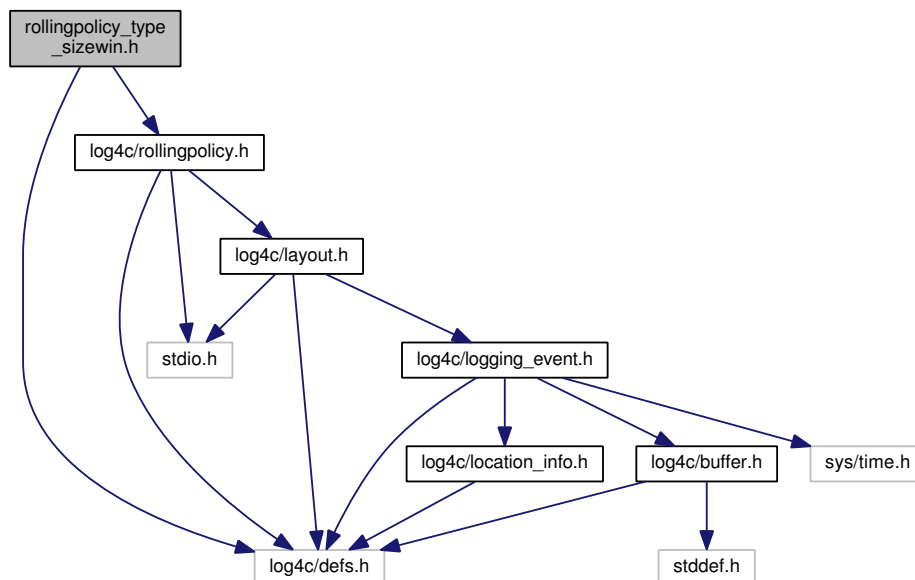 rollingpolicy_type
_sizewin.h
log4c/rollingpolicy.h
log4c/layout.h
stdio.h
log4c/logging_event.h
log4c/location_info.h
log4c/buffer.h
sys/time.h
log4c/defs.h
stddef.h